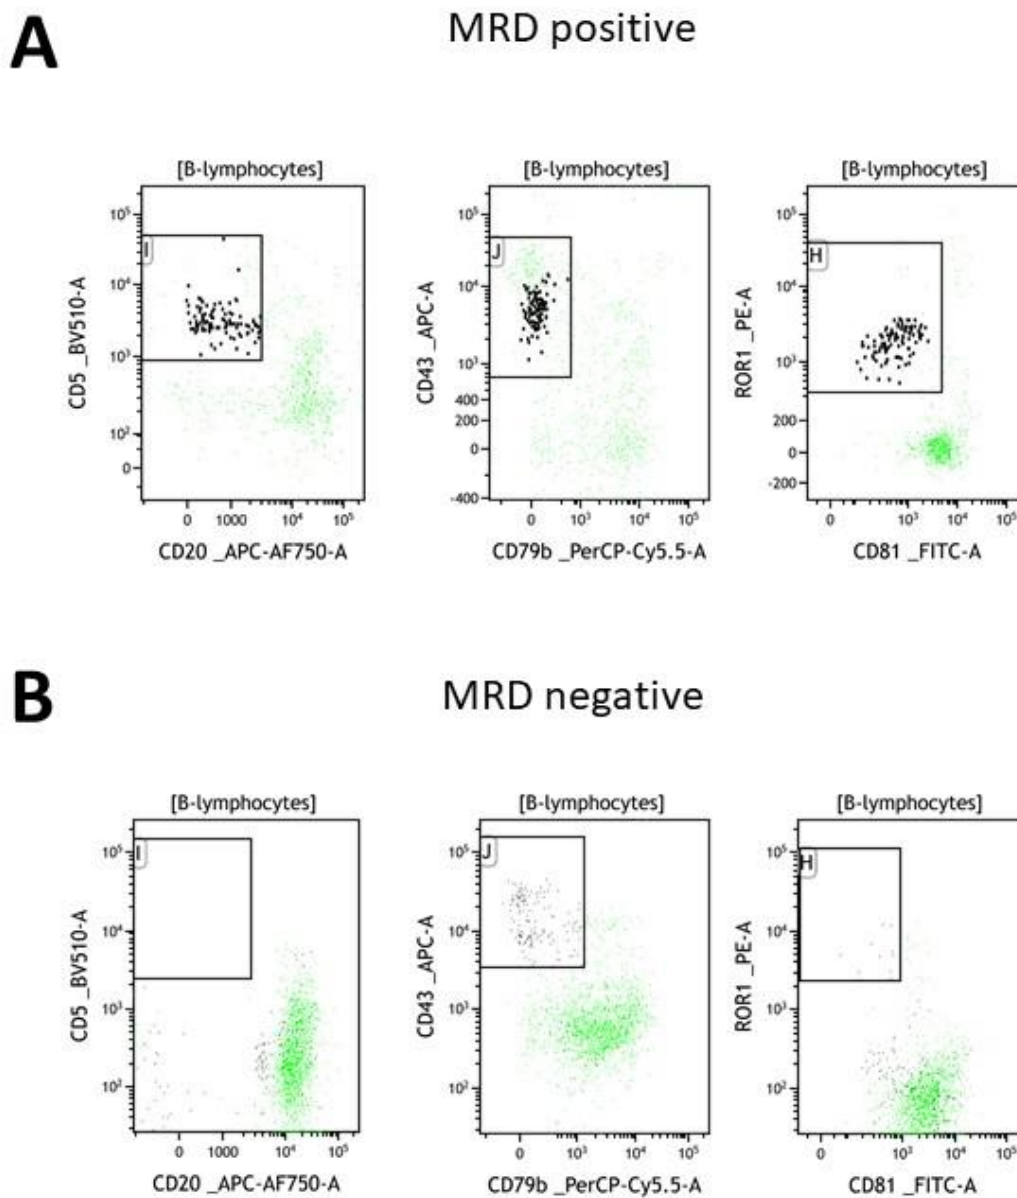 A
MRD positive
[B-lymphocytes] [B-lymphocytes] [B-lymphocytes]
I J H
10⁵ 10⁴ 10³ 10² 0
CD5 _BV510-A
0 1000 10⁴ 10⁵
CD20 _APC-AF750-A
10⁵ 10⁴ 10³ 400 200 0 -400
CD43 _APC-A
0 10³ 10⁴ 10⁵
CD79b _PerCP-Cy5.5-A
10⁵ 10⁴ 10³ 200 0 -200
ROR1 _PE-A
0 10³ 10⁴ 10⁵
CD81 _FITC-A
B
MRD negative
[B-lymphocytes] [B-lymphocytes] [B-lymphocytes]
I J H
10⁵ 10⁴ 10³ 10²
CD5 _BV510-A
0 1000 10⁴ 10⁵
CD20 _APC-AF750-A
10⁵ 10⁴ 10³ 10²
CD43 _APC-A
0 10³ 10⁴ 10⁵
CD79b _PerCP-Cy5.5-A
10⁵ 10⁴ 10³ 10²
ROR1 _PE-A
0 10³ 10⁴ 10⁵
CD81 _FITC-A